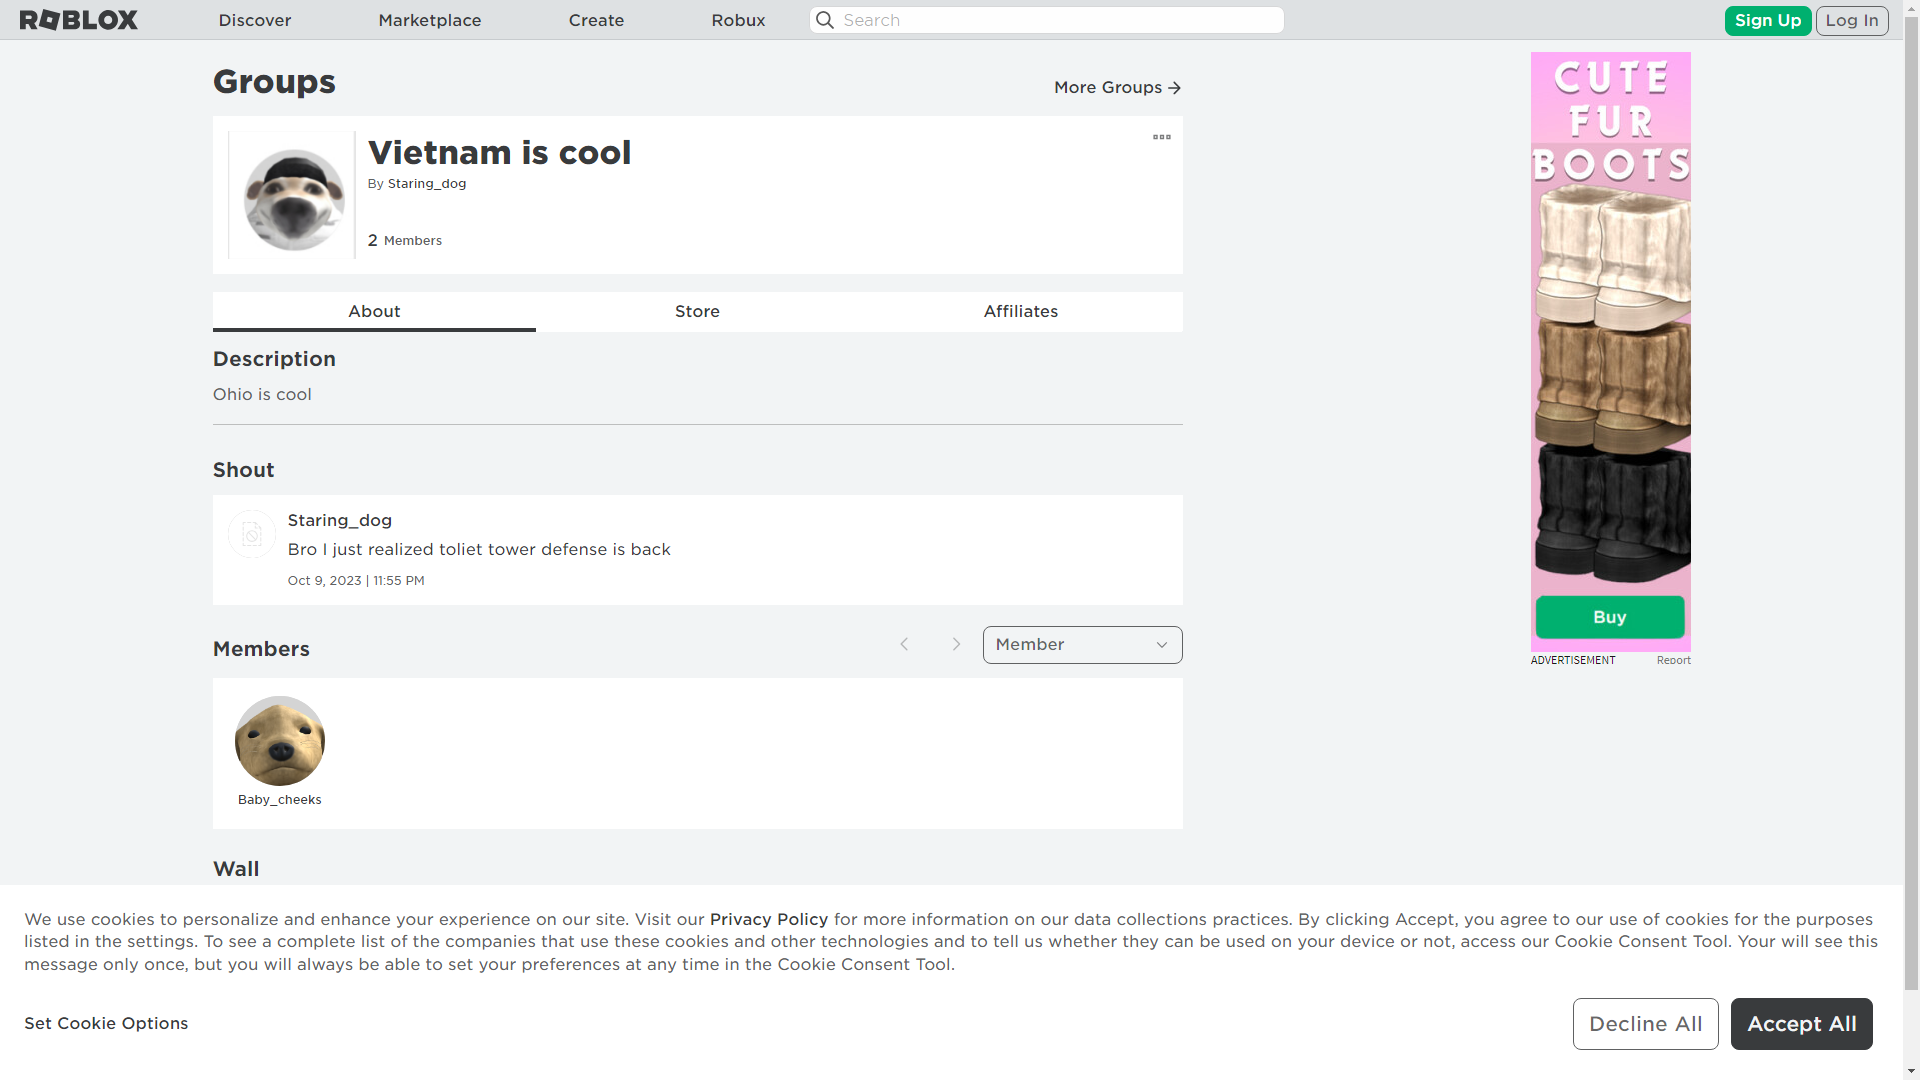 ROBLOX
Discover
Marketplace
Create
Robux
Search
Sign Up
Log In
Groups
More Groups
Vietnam is cool
By Staring_dog
2 Members
About
Store
Affiliates
Description
Ohio is cool
Shout
Staring_dog
Bro I just realized toliet tower defense is back
Oct 9, 2023 | 11:55 PM
Members
Member
Baby_cheeks
Wall
CUTE
FUR
BOOTS
Buy
ADVERTISEMENT
Report
We use cookies to personalize and enhance your experience on our site. Visit our Privacy Policy for more information on our data collections practices. By clicking Accept, you agree to our use of cookies for the purposes
listed in the settings. To see a complete list of the companies that use these cookies and other technologies and to tell us whether they can be used on your device or not, access our Cookie Consent Tool. Your will see this
message only once, but you will always be able to set your preferences at any time in the Cookie Consent Tool.
Set Cookie Options
Decline All
Accept All